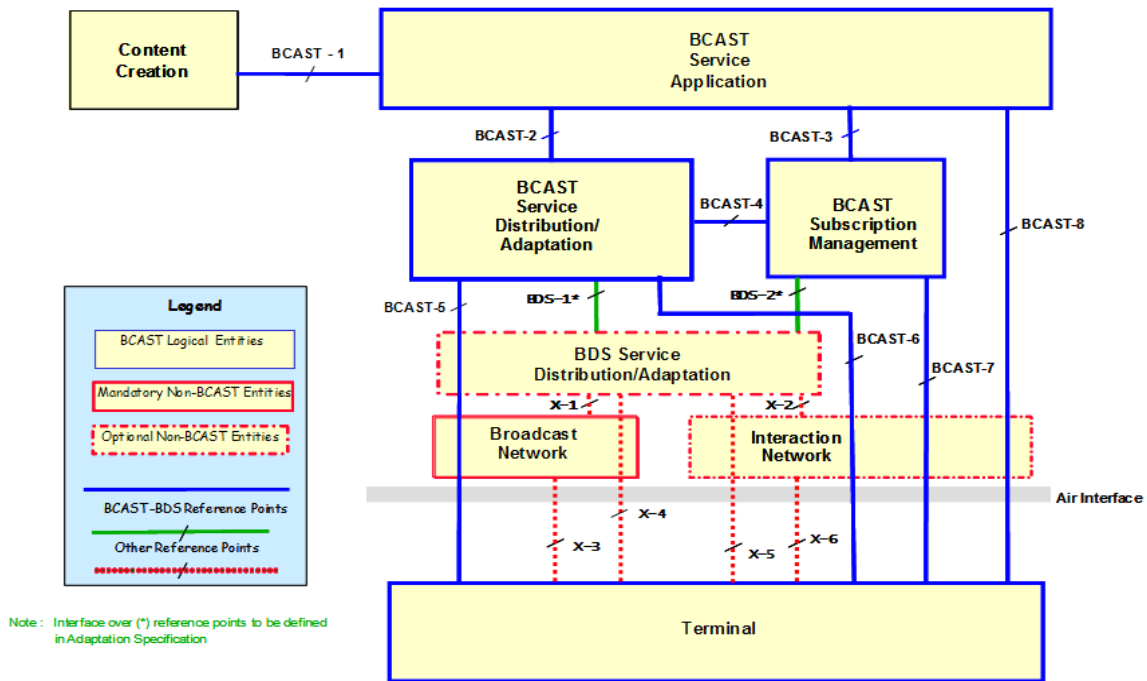 Content
Creation
BCAST - 1
BCAST
Service
Application
BCAST-2
BCAST-3
BCAST
Service
Distribution/
Adaptation
BCAST-4
BCAST
Subscription
Management
BCAST-8
BCAST-5
BDS-1*
BDS-2*
BCAST-6
BCAST-7
BDS Service
Distribution/Adaptation
X-1
X-2
Broadcast
Network
Interaction
Network
Air Interface
X-4
X-3
X-5
X-6
Terminal
Legend
BCAST Logical Entities
Mandatory Non-BCAST Entities
Optional Non-BCAST Entities
BCAST-BDS Reference Points
Other Reference Points
Note : Interface over (*) reference points to be defined
in Adaptation Specification